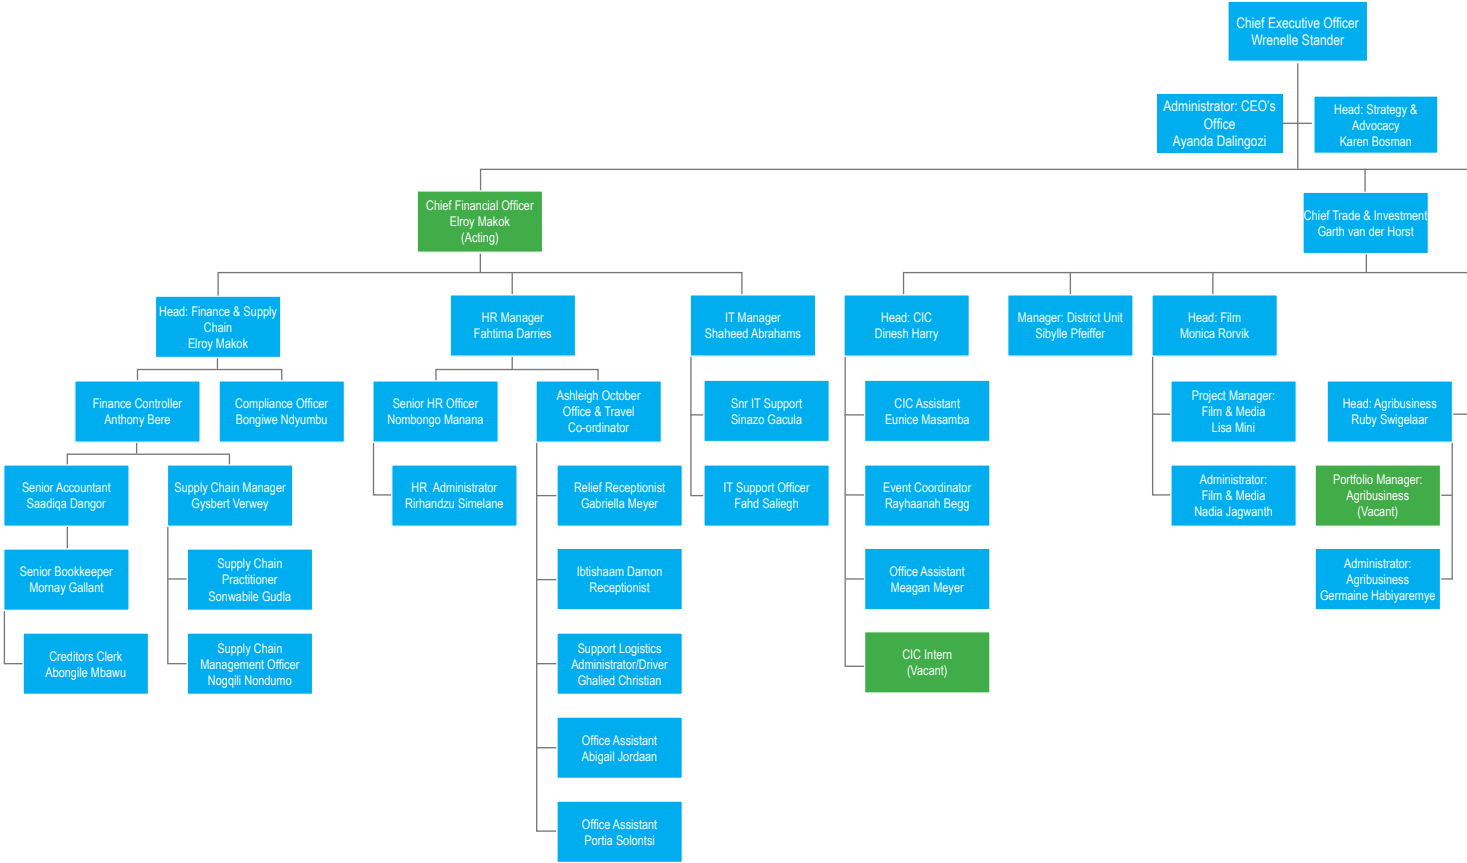 Chief Executive Officer
Wrenelle Stander
Administrator: CEO's
Office
Ayanda Dalingozi
Head: Strategy &
Advocacy
Karen Bosman
Chief Financial Officer
Elroy Makok
(Acting)
Chief Trade & Investment
Garth van der Horst
Head: Finance & Supply
Chain
Elroy Makok
HR Manager
Fahtima Darries
IT Manager
Shaheed Abrahams
Head: CIC
Dinesh Harry
Manager: District Unit
Sibylle Pfeiffer
Head: Film
Monica Rorvik
Finance Controller
Anthony Bere
Compliance Officer
Bongiwe Ndyumbu
Senior HR Officer
Nombongo Manana
Ashleigh October
Office & Travel
Co-ordinator
Snr IT Support
Sinazo Gacula
CIC Assistant
Eunice Masamba
Project Manager:
Film & Media
Lisa Mini
Head: Agribusiness
Ruby Swigelaar
Senior Accountant
Saadiqa Dangor
Supply Chain Manager
Gysbert Verwey
HR  Administrator
Rirhandzu Simelane
Relief Receptionist
Gabriella Meyer
IT Support Officer
Fahd Saliegh
Event Coordinator
Rayhaanah Begg
Administrator:
Film & Media
Nadia Jagwanth
Portfolio Manager:
Agribusiness
(Vacant)
Senior Bookkeeper
Mornay Gallant
Supply Chain
Practitioner
Sonwabile Gudla
Ibtishaam Damon
Receptionist
Office Assistant
Meagan Meyer
Administrator:
Agribusiness
Germaine Habiyaremye
Creditors Clerk
Abongile Mbawu
Supply Chain
Management Officer
Nogqili Nondumo
Support Logistics
Administrator/Driver
Ghalied Christian
CIC Intern
(Vacant)
Office Assistant
Abigail Jordaan
Office Assistant
Portia Solontsi